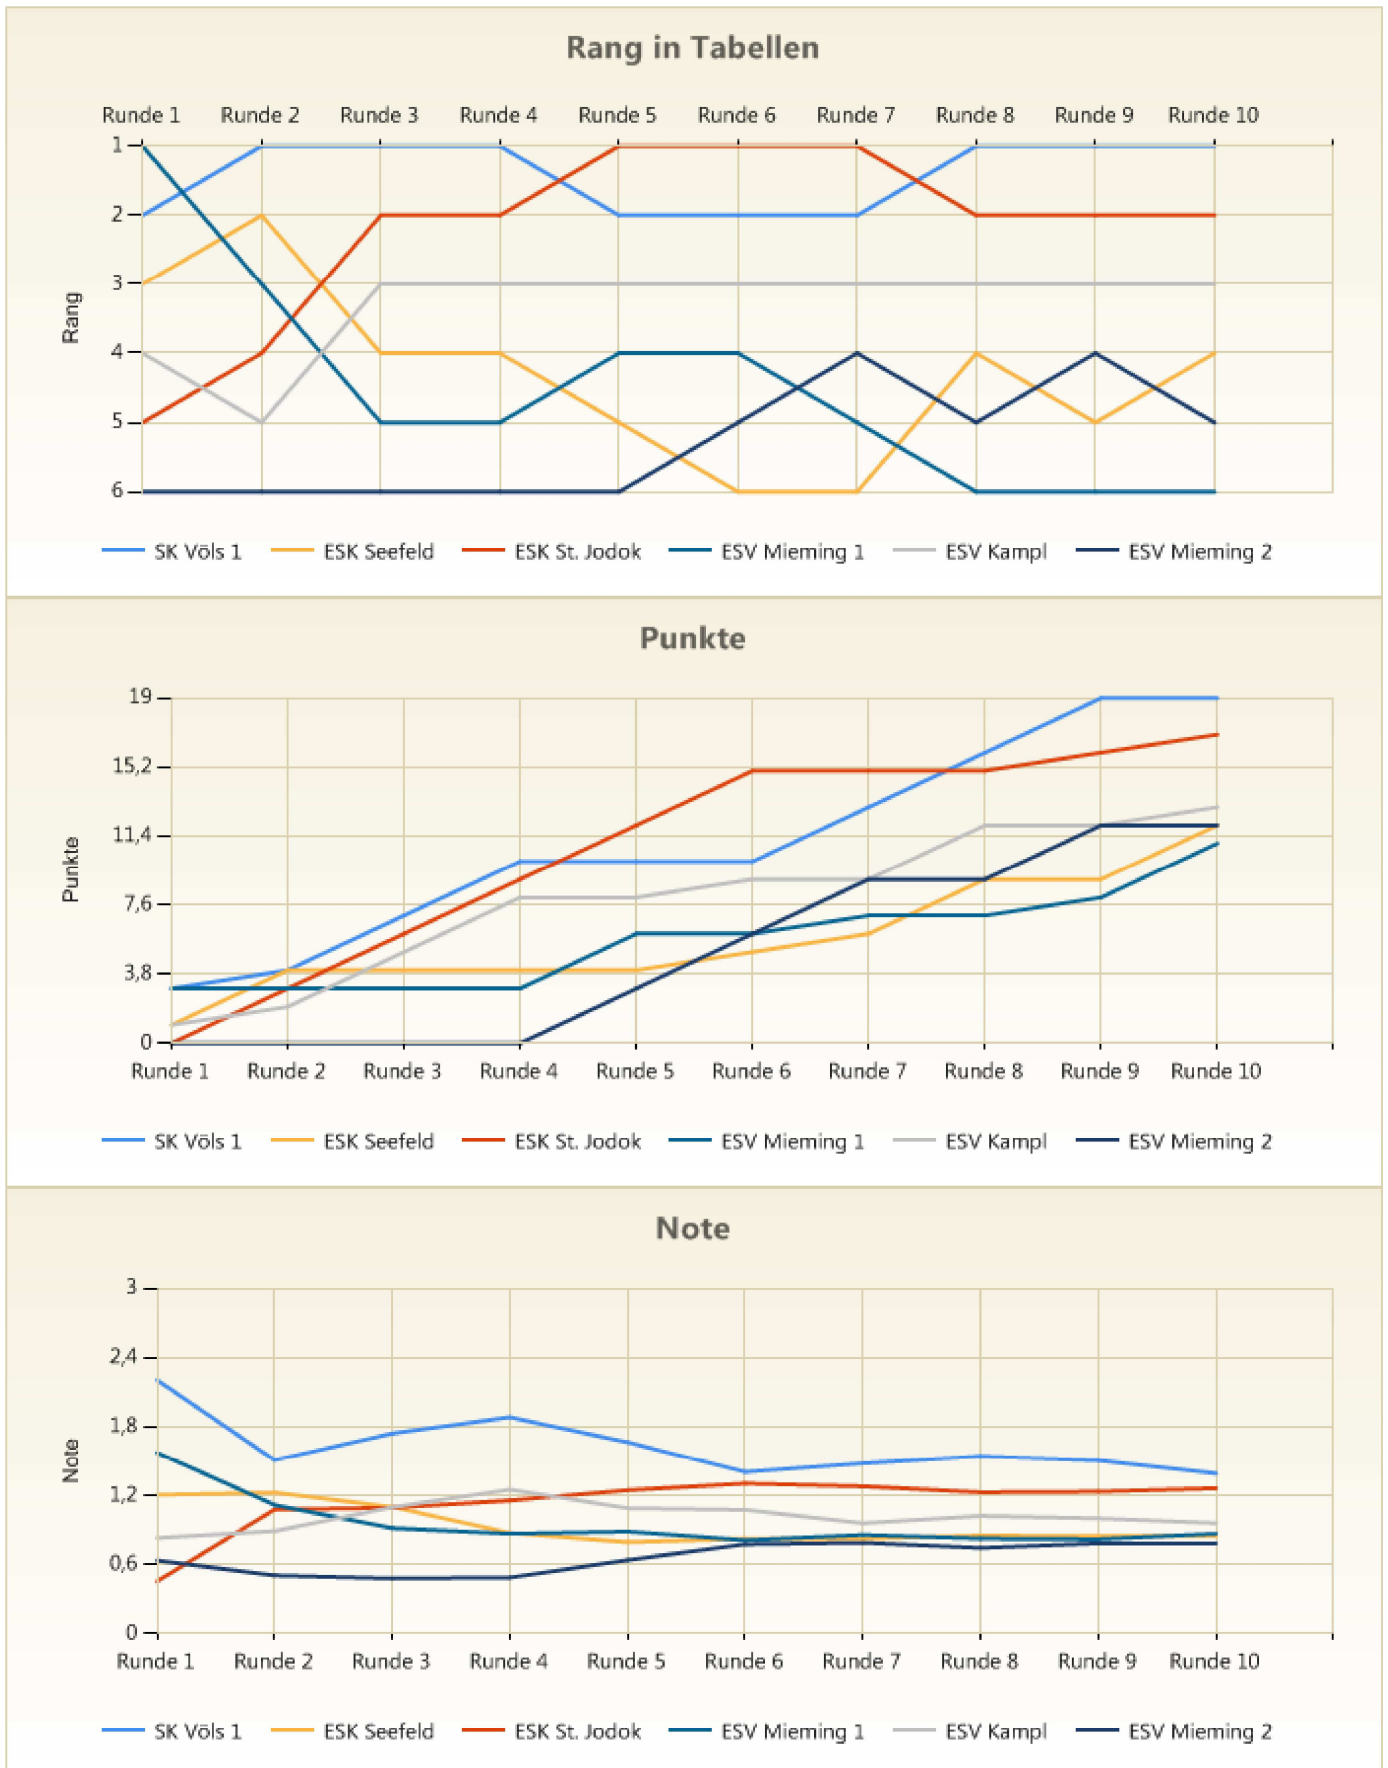 Rang in Tabellen
Runde 1 Runde 2 Runde 3 Runde 4 Runde 5 Runde 6 Runde 7 Runde 8 Runde 9 Runde 10
1
2
3
Rang
4
5
6
SK Völs 1 ESK Seefeld ESK St. Jodok ESV Mieming 1 ESV Kampl ESV Mieming 2
Punkte
19
15,2
11,4
Punkte
7,6
3,8
0
Runde 1 Runde 2 Runde 3 Runde 4 Runde 5 Runde 6 Runde 7 Runde 8 Runde 9 Runde 10
SK Völs 1 ESK Seefeld ESK St. Jodok ESV Mieming 1 ESV Kampl ESV Mieming 2
Note
3
2,4
1,8
Note
1,2
0,6
0
Runde 1 Runde 2 Runde 3 Runde 4 Runde 5 Runde 6 Runde 7 Runde 8 Runde 9 Runde 10
SK Völs 1 ESK Seefeld ESK St. Jodok ESV Mieming 1 ESV Kampl ESV Mieming 2